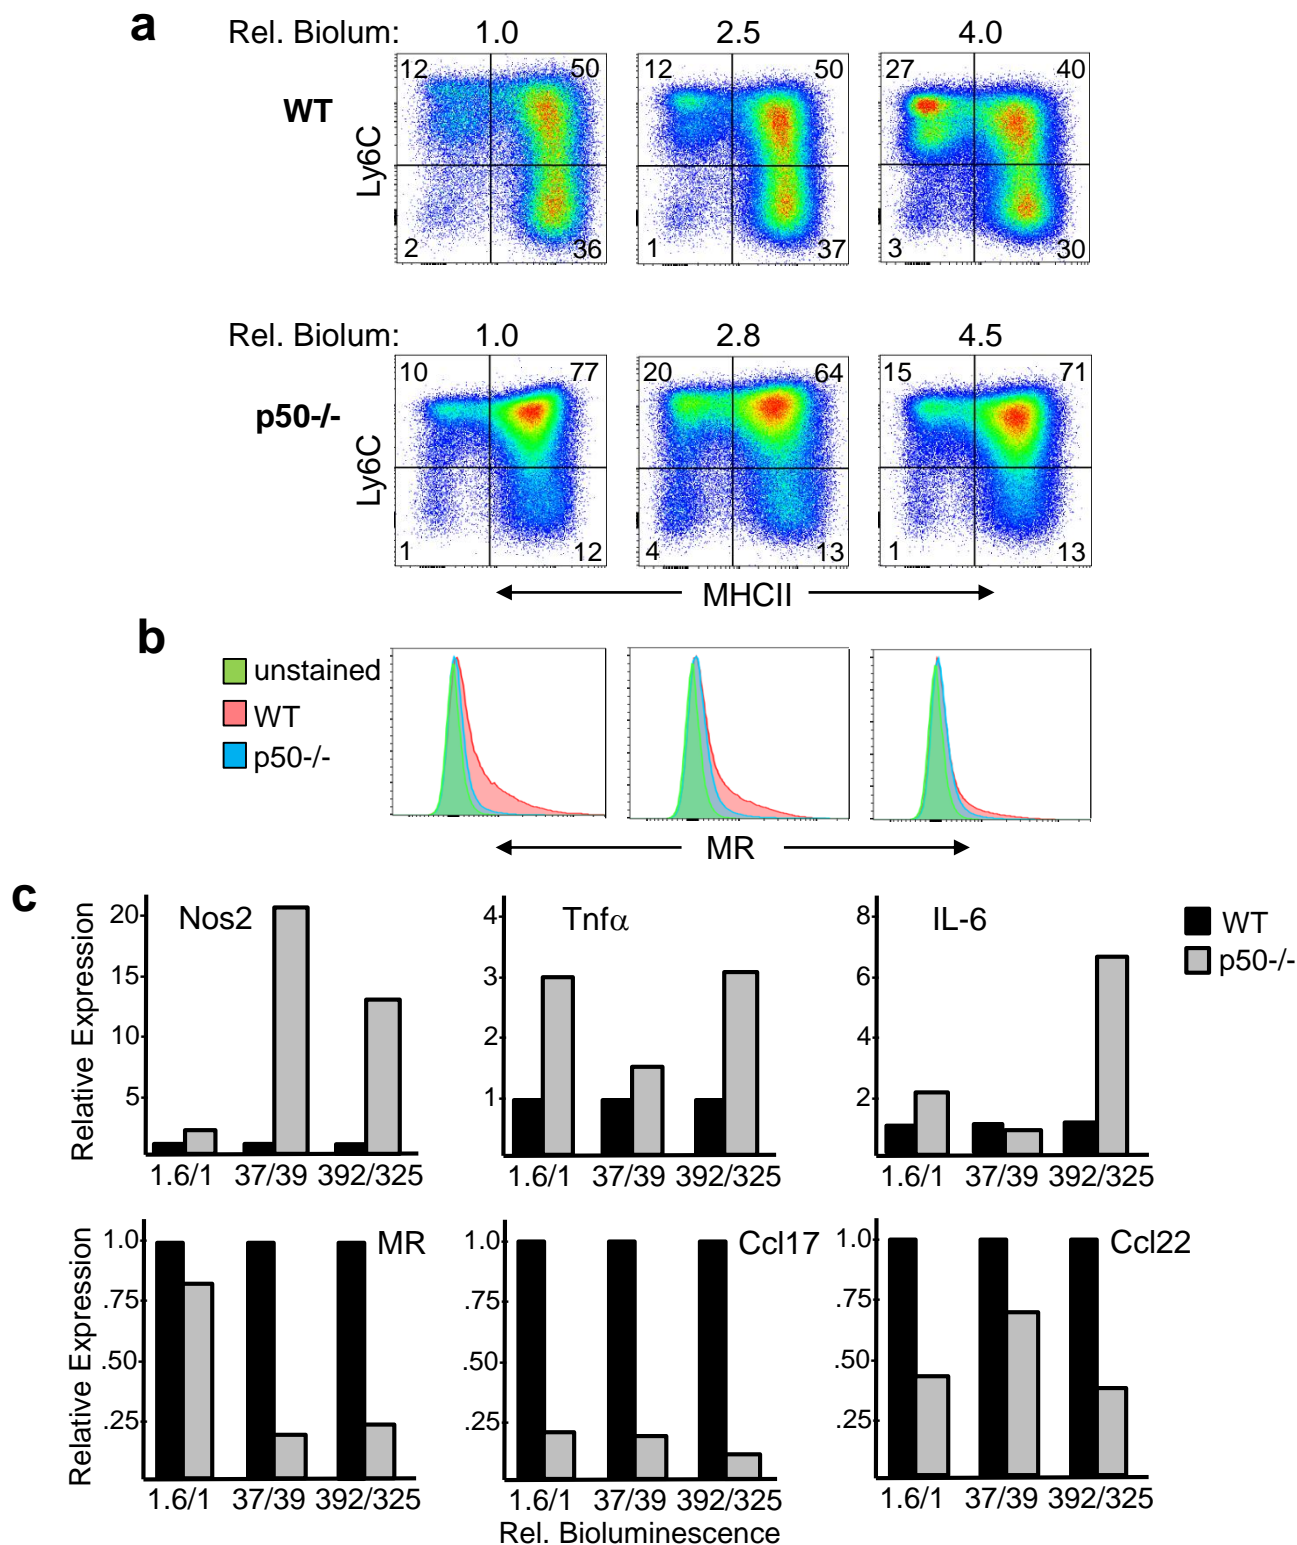 a
Rel. Biolum: 1.0 2.5 4.0
WT
Ly6C
12 50 12 50 27 40
2 36 1 37 3 30
Rel. Biolum: 1.0 2.8 4.5
p50-/-
Ly6C
10 77 20 64 15 71
1 12 4 13 1 13
MHCII
b
unstained
WT
p50-/-
MR
c
Relative Expression
Nos2
20
15
10
5
1.6/1 37/39 392/325
Tnfα
4
3
2
1
1.6/1 37/39 392/325
IL-6
8
6
4
2
1.6/1 37/39 392/325
WT
p50-/-
Relative Expression
MR
1.0
.75
.50
.25
1.6/1 37/39 392/325
Ccl17
1.0
.75
.50
.25
1.6/1 37/39 392/325
Ccl22
1.0
.75
.50
.25
1.6/1 37/39 392/325
Rel. Bioluminescence